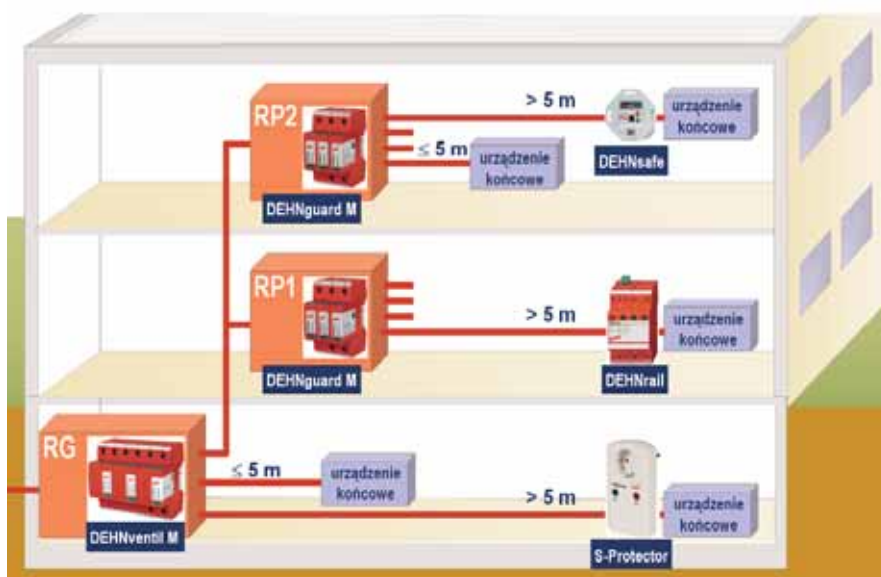 RP2
> 5 m
urządzenie
końcowe
≤ 5 m
urządzenie
końcowe
DEHNsafe
DEHNguard M
RP1
> 5 m
urządzenie
końcowe
DEHNguard M
DEHNrail
RG
≤ 5 m
urządzenie
końcowe
> 5 m
urządzenie
końcowe
DEHNventil M
S-Protector